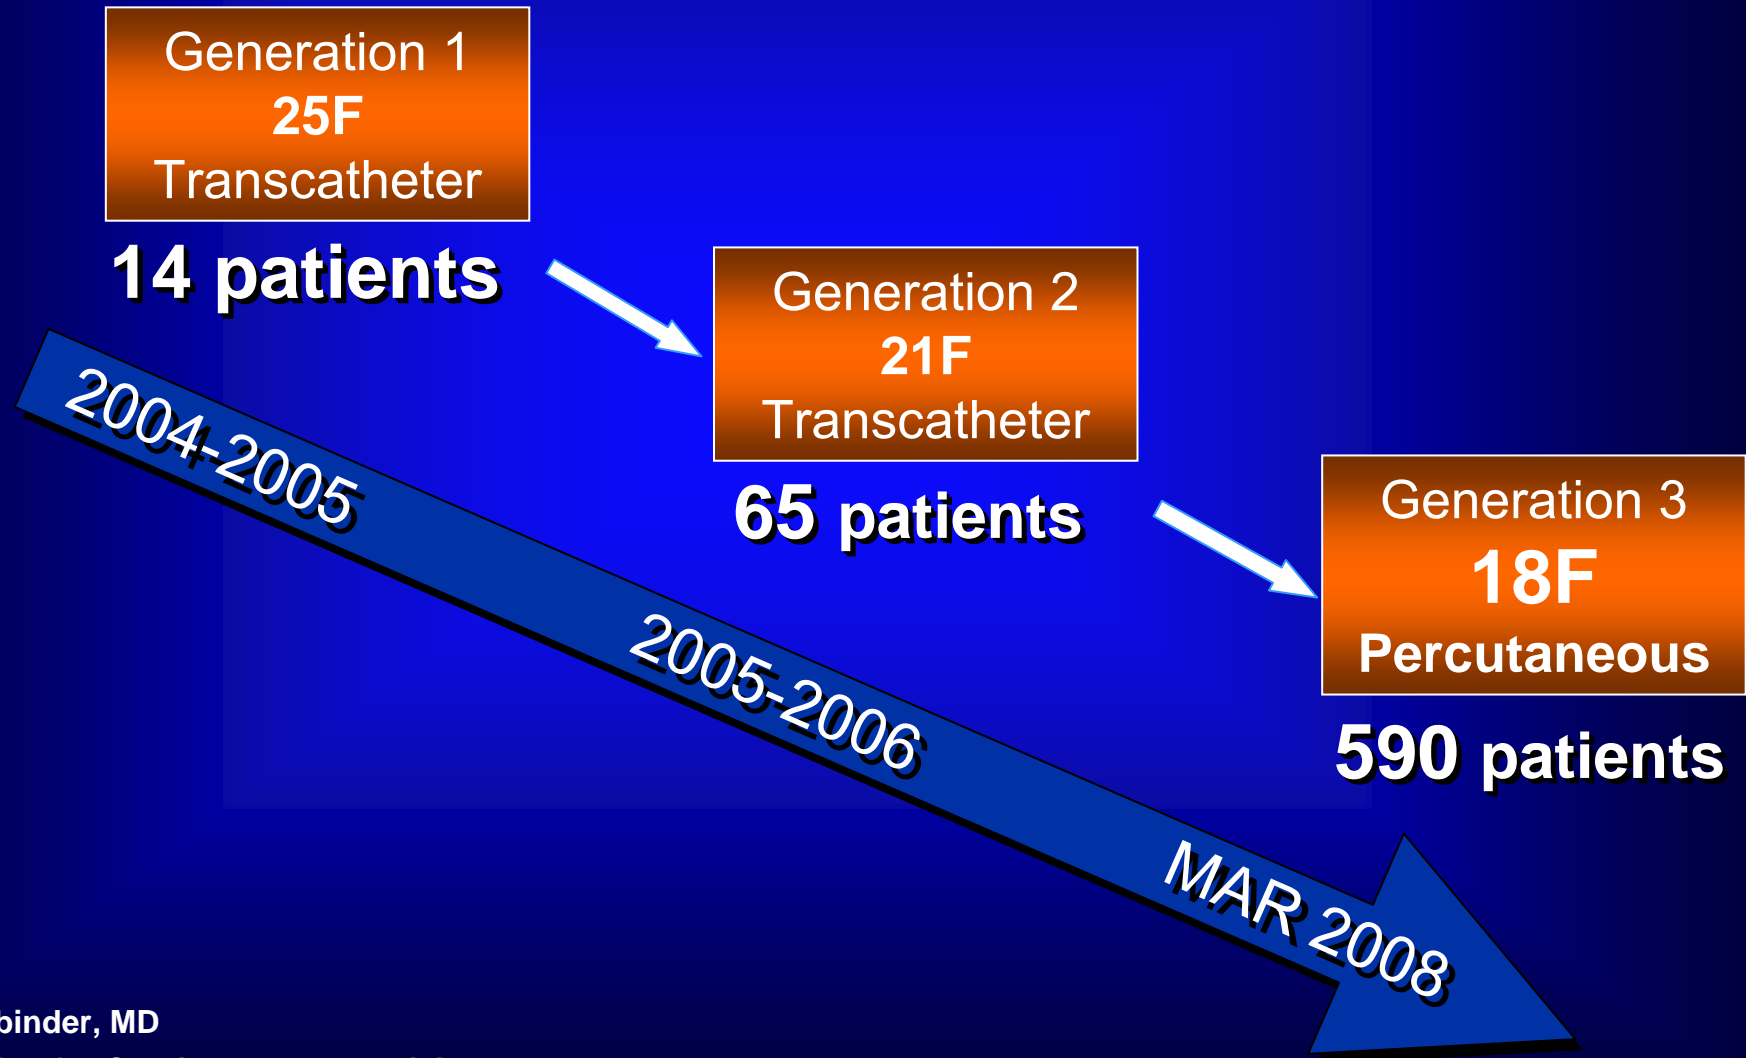 Generation 1
25F
Transcatheter
14 patients
Generation 2
21F
Transcatheter
65 patients
Generation 3
18F
Percutaneous
590 patients
2004-2005
2005-2006
MAR 2008
binder, MD